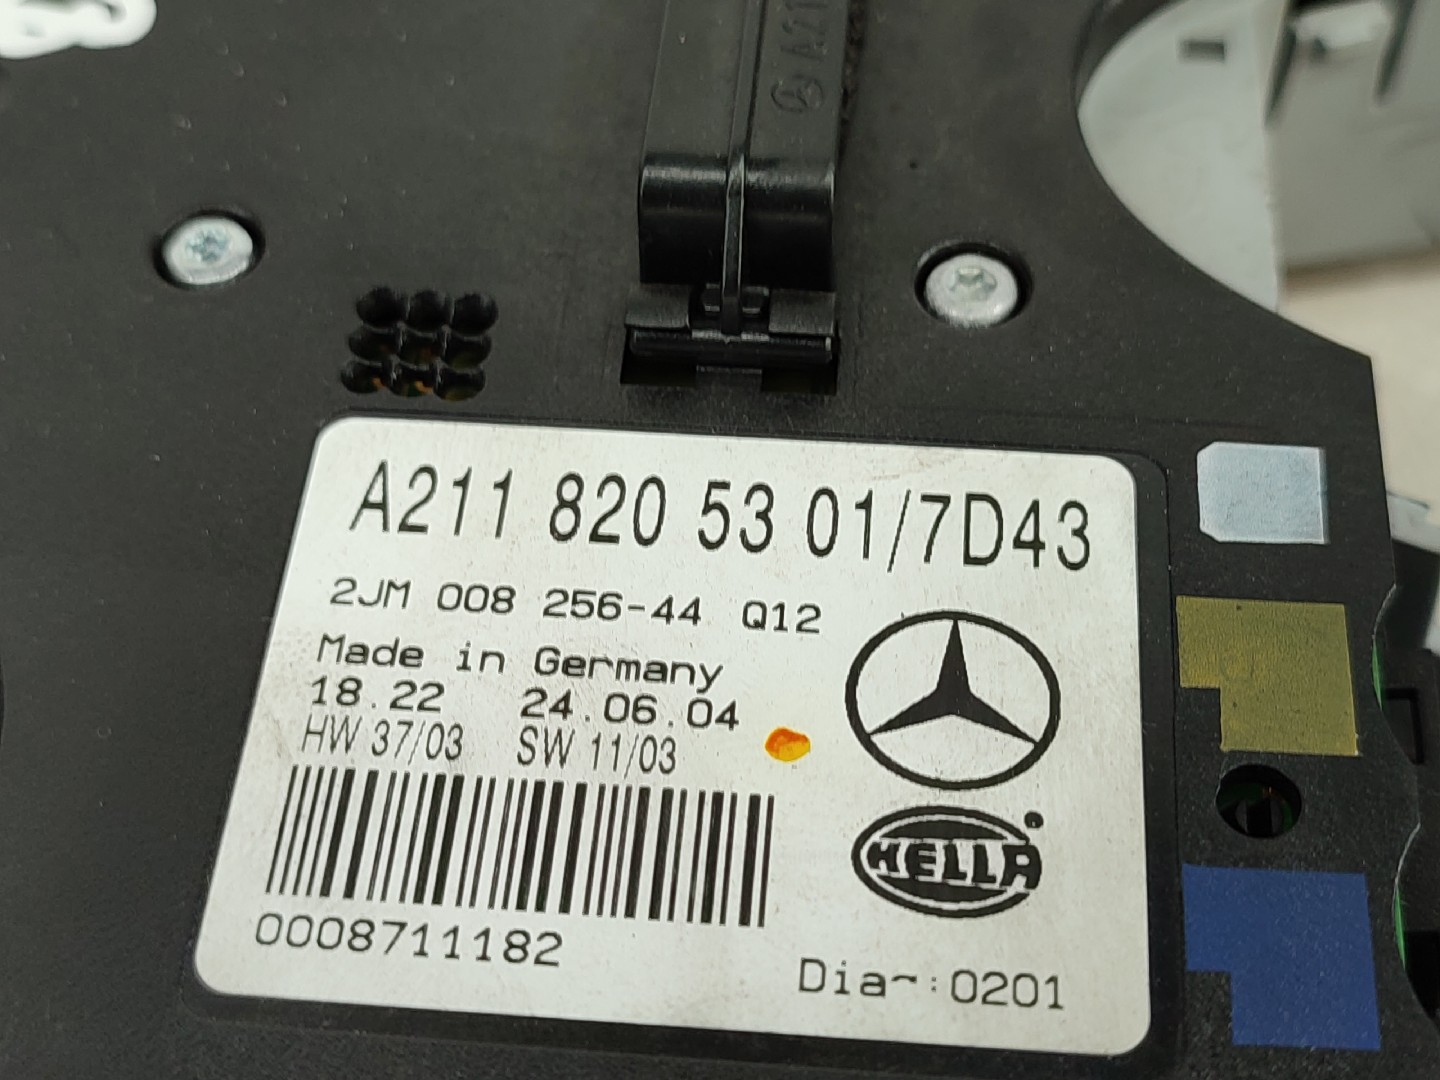 A21
A211 820 53 01/7D43
2JM 008 256-44 Q12
Made in Germany
18.22 24.06.04
HW 37/03 SW 11/03
HELLA
0008711182
Dia~:0201